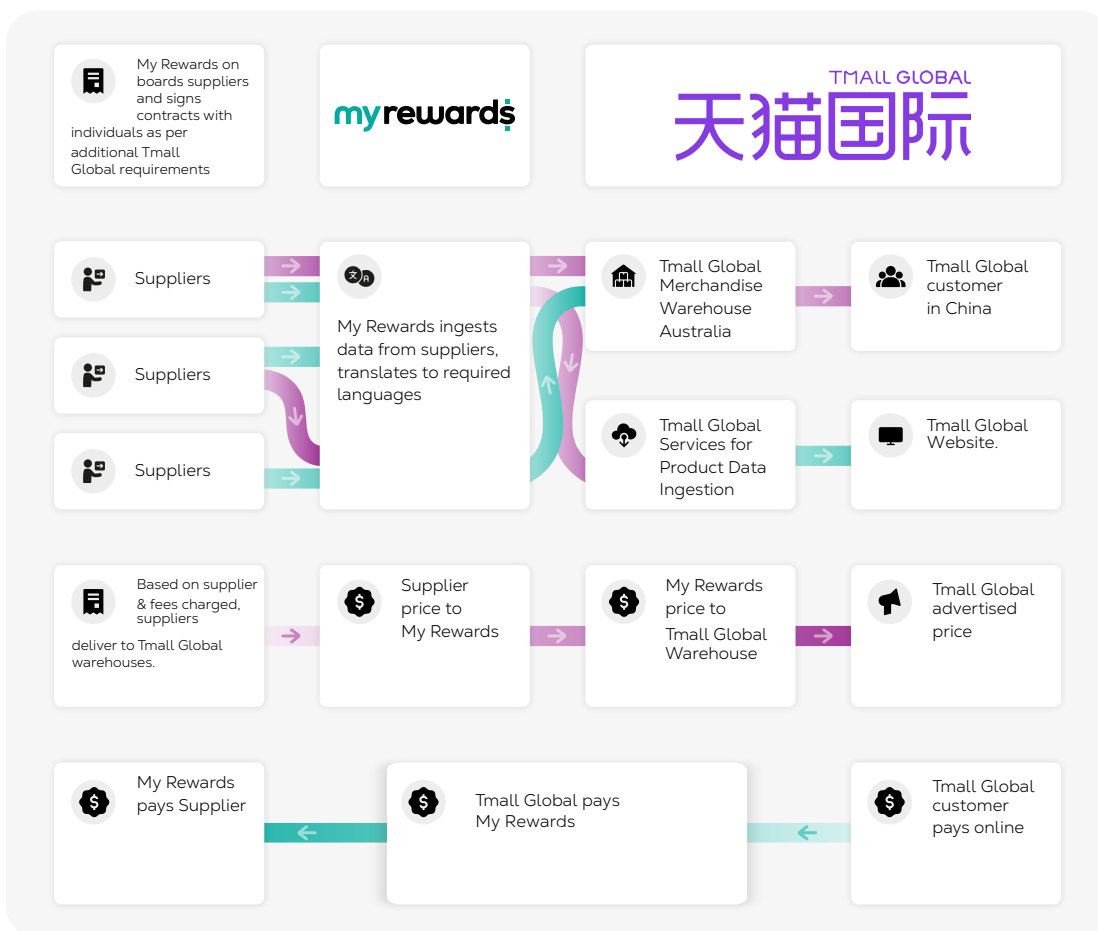 My Rewards on
boards suppliers
and signs
contracts with
individuals as per
additional Tmall
Global requirements
myrewards
TMALL GLOBAL
天猫国际
Suppliers
Suppliers
Suppliers
文
A
My Rewards ingests
data from suppliers,
translates to required
languages
Tmall Global
Merchandise
Warehouse
Australia
Tmall Global
customer
in China
Tmall Global
Services for
Product Data
Ingestion
Tmall Global
Website.
Based on supplier
& fees charged,
suppliers
deliver to Tmall Global
warehouses.
$
Supplier
price to
My Rewards
$
My Rewards
price to
Tmall Global
Warehouse
Tmall Global
advertised
price
$
My Rewards
pays Supplier
$
Tmall Global pays
My Rewards
$
Tmall Global
customer
pays online